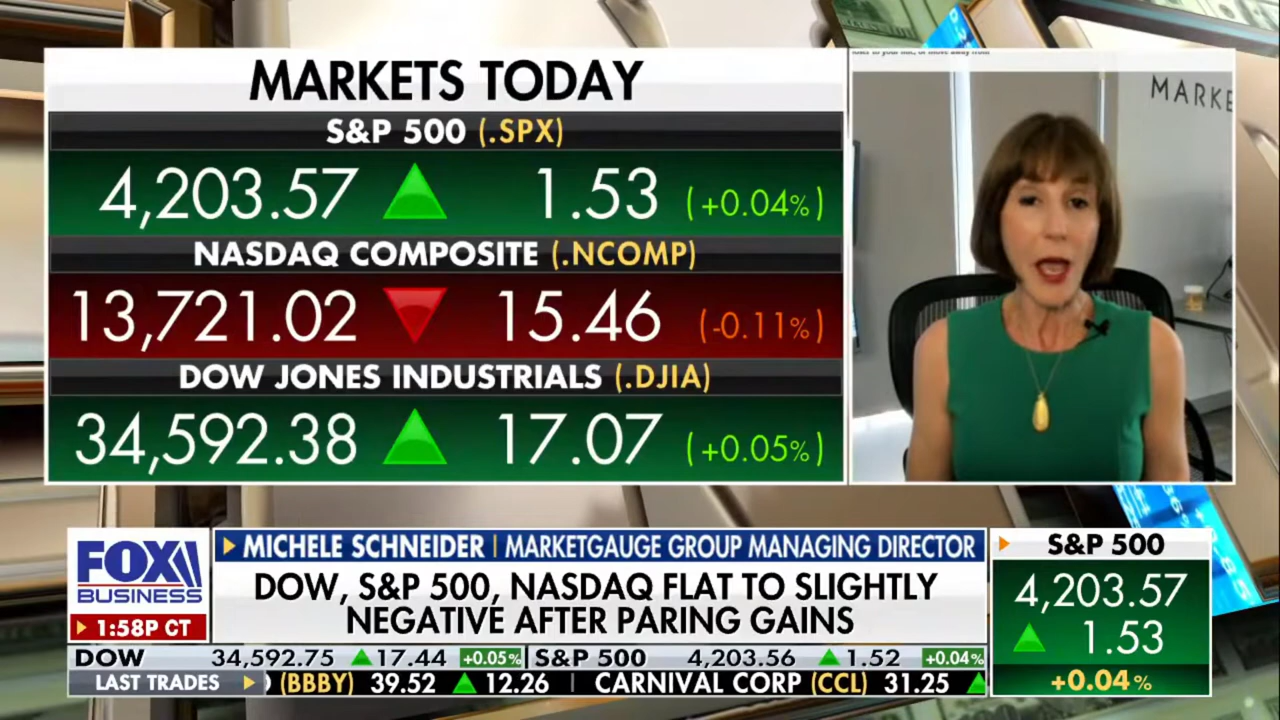 MARKETS TODAY
S&P 500 (.SPX)
4,203.57 ▲ 1.53 (+0.04%)
NASDAQ COMPOSITE (.NCOMP)
13,721.02 ▼ 15.46 (-0.11%)
DOW JONES INDUSTRIALS (.DJIA)
34,592.38 ▲ 17.07 (+0.05%)
MARKE
FOX
BUSINESS
1:58P CT
MICHELE SCHNEIDER | MARKETGAUGE GROUP MANAGING DIRECTOR
DOW, S&P 500, NASDAQ FLAT TO SLIGHTLY
NEGATIVE AFTER PARING GAINS
S&P 500
4,203.57
▲ 1.53
+0.04%
DOW 34,592.75 ▲17.44 +0.05% S&P 500 4,203.56 ▲1.52 +0.04%
LAST TRADES (BBBY) 39.52 ▲ 12.26 | CARNIVAL CORP (CCL) 31.25 ▲